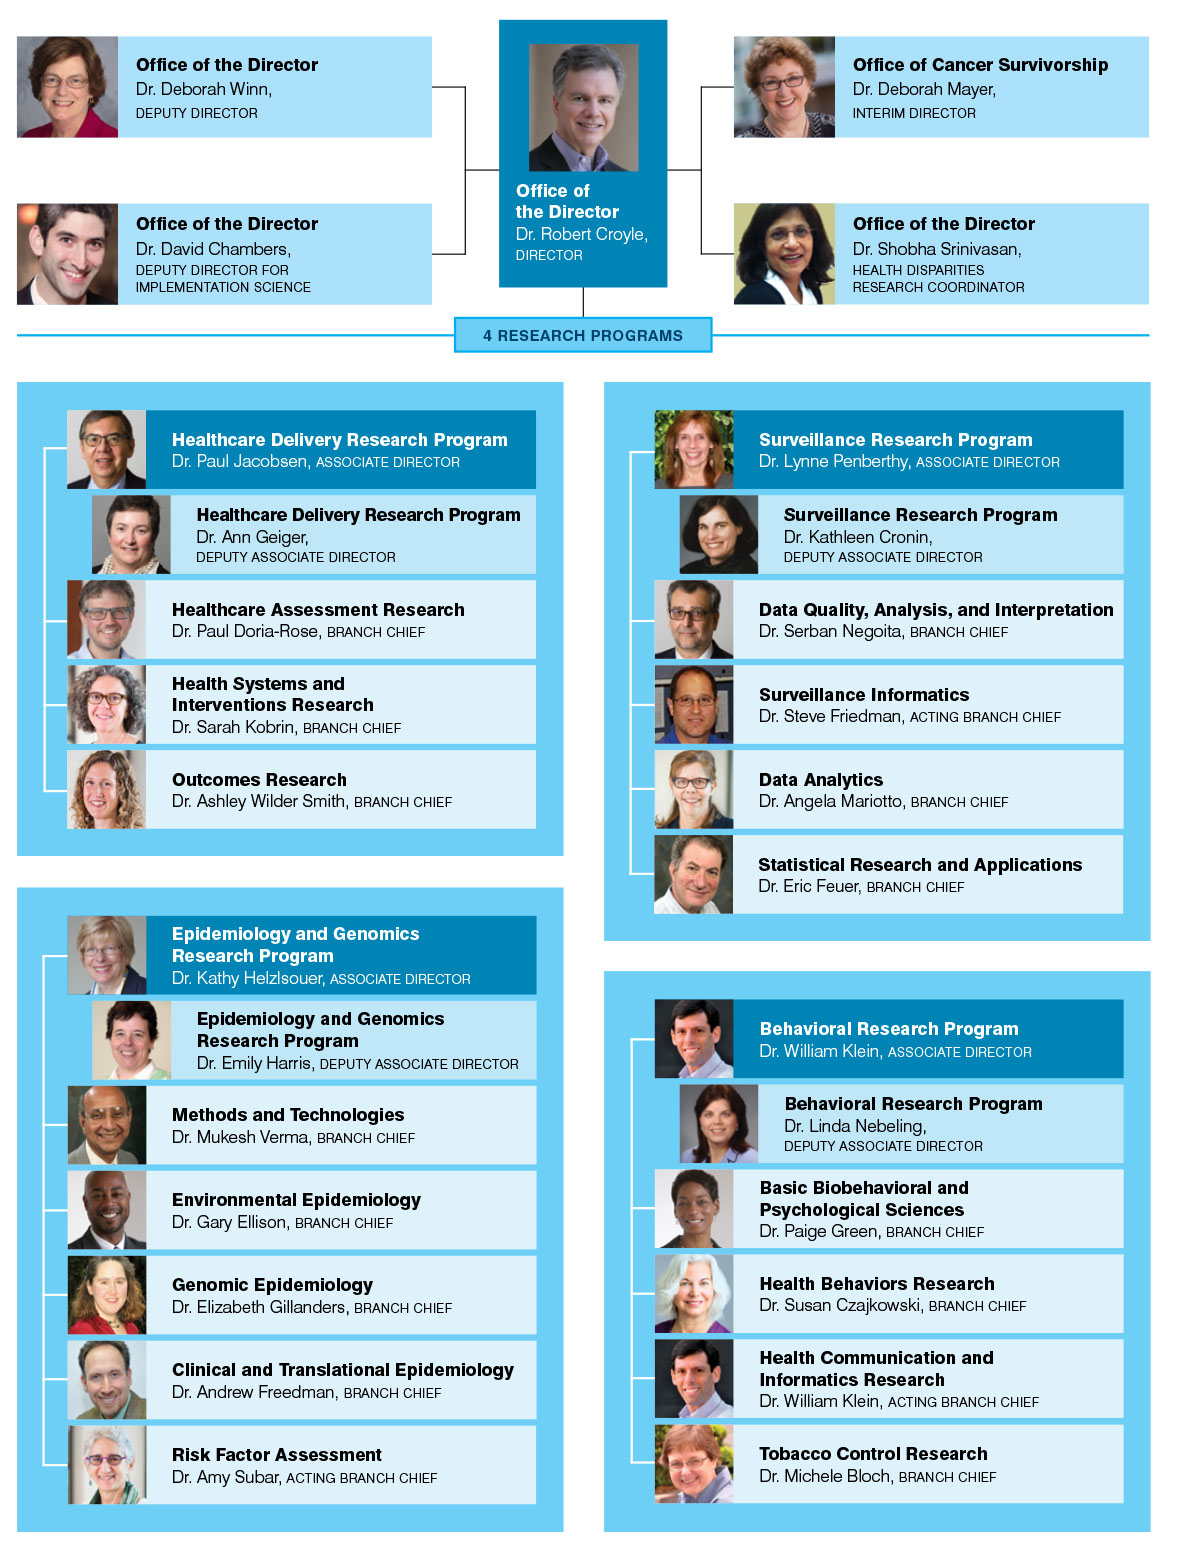 Office of the Director
Dr. Deborah Winn,
DEPUTY DIRECTOR
Office of the Director
Dr. David Chambers,
DEPUTY DIRECTOR FOR
IMPLEMENTATION SCIENCE
Office of
the Director
Dr. Robert Croyle,
DIRECTOR
Office of Cancer Survivorship
Dr. Deborah Mayer,
INTERIM DIRECTOR
Office of the Director
Dr. Shobha Srinivasan,
HEALTH DISPARITIES
RESEARCH COORDINATOR
4 RESEARCH PROGRAMS
Healthcare Delivery Research Program
Dr. Paul Jacobsen, ASSOCIATE DIRECTOR
Healthcare Delivery Research Program
Dr. Ann Geiger,
DEPUTY ASSOCIATE DIRECTOR
Healthcare Assessment Research
Dr. Paul Doria-Rose, BRANCH CHIEF
Health Systems and
Interventions Research
Dr. Sarah Kobrin, BRANCH CHIEF
Outcomes Research
Dr. Ashley Wilder Smith, BRANCH CHIEF
Surveillance Research Program
Dr. Lynne Penberthy, ASSOCIATE DIRECTOR
Surveillance Research Program
Dr. Kathleen Cronin,
DEPUTY ASSOCIATE DIRECTOR
Data Quality, Analysis, and Interpretation
Dr. Serban Negoita, BRANCH CHIEF
Surveillance Informatics
Dr. Steve Friedman, ACTING BRANCH CHIEF
Data Analytics
Dr. Angela Mariotto, BRANCH CHIEF
Statistical Research and Applications
Dr. Eric Feuer, BRANCH CHIEF
Epidemiology and Genomics
Research Program
Dr. Kathy Helzlsouer, ASSOCIATE DIRECTOR
Epidemiology and Genomics
Research Program
Dr. Emily Harris, DEPUTY ASSOCIATE DIRECTOR
Methods and Technologies
Dr. Mukesh Verma, BRANCH CHIEF
Environmental Epidemiology
Dr. Gary Ellison, BRANCH CHIEF
Genomic Epidemiology
Dr. Elizabeth Gillanders, BRANCH CHIEF
Clinical and Translational Epidemiology
Dr. Andrew Freedman, BRANCH CHIEF
Risk Factor Assessment
Dr. Amy Subar, ACTING BRANCH CHIEF
Behavioral Research Program
Dr. William Klein, ASSOCIATE DIRECTOR
Behavioral Research Program
Dr. Linda Nebeling,
DEPUTY ASSOCIATE DIRECTOR
Basic Biobehavioral and
Psychological Sciences
Dr. Paige Green, BRANCH CHIEF
Health Behaviors Research
Dr. Susan Czajkowski, BRANCH CHIEF
Health Communication and
Informatics Research
Dr. William Klein, ACTING BRANCH CHIEF
Tobacco Control Research
Dr. Michele Bloch, BRANCH CHIEF